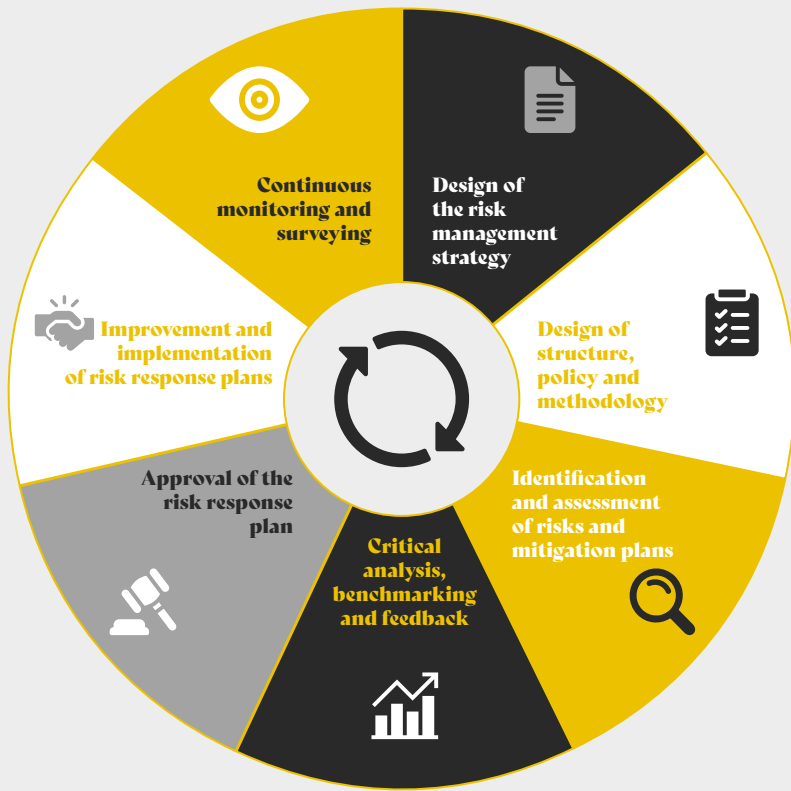 Design of
the risk
management
strategy
Design of
structure,
policy and
methodology
Identification
and assessment
of risks and
mitigation plans
Critical
analysis,
benchmarking
and feedback
Approval of the
risk response
plan
Improvement and
implementation
of risk response plans
Continuous
monitoring and
surveying